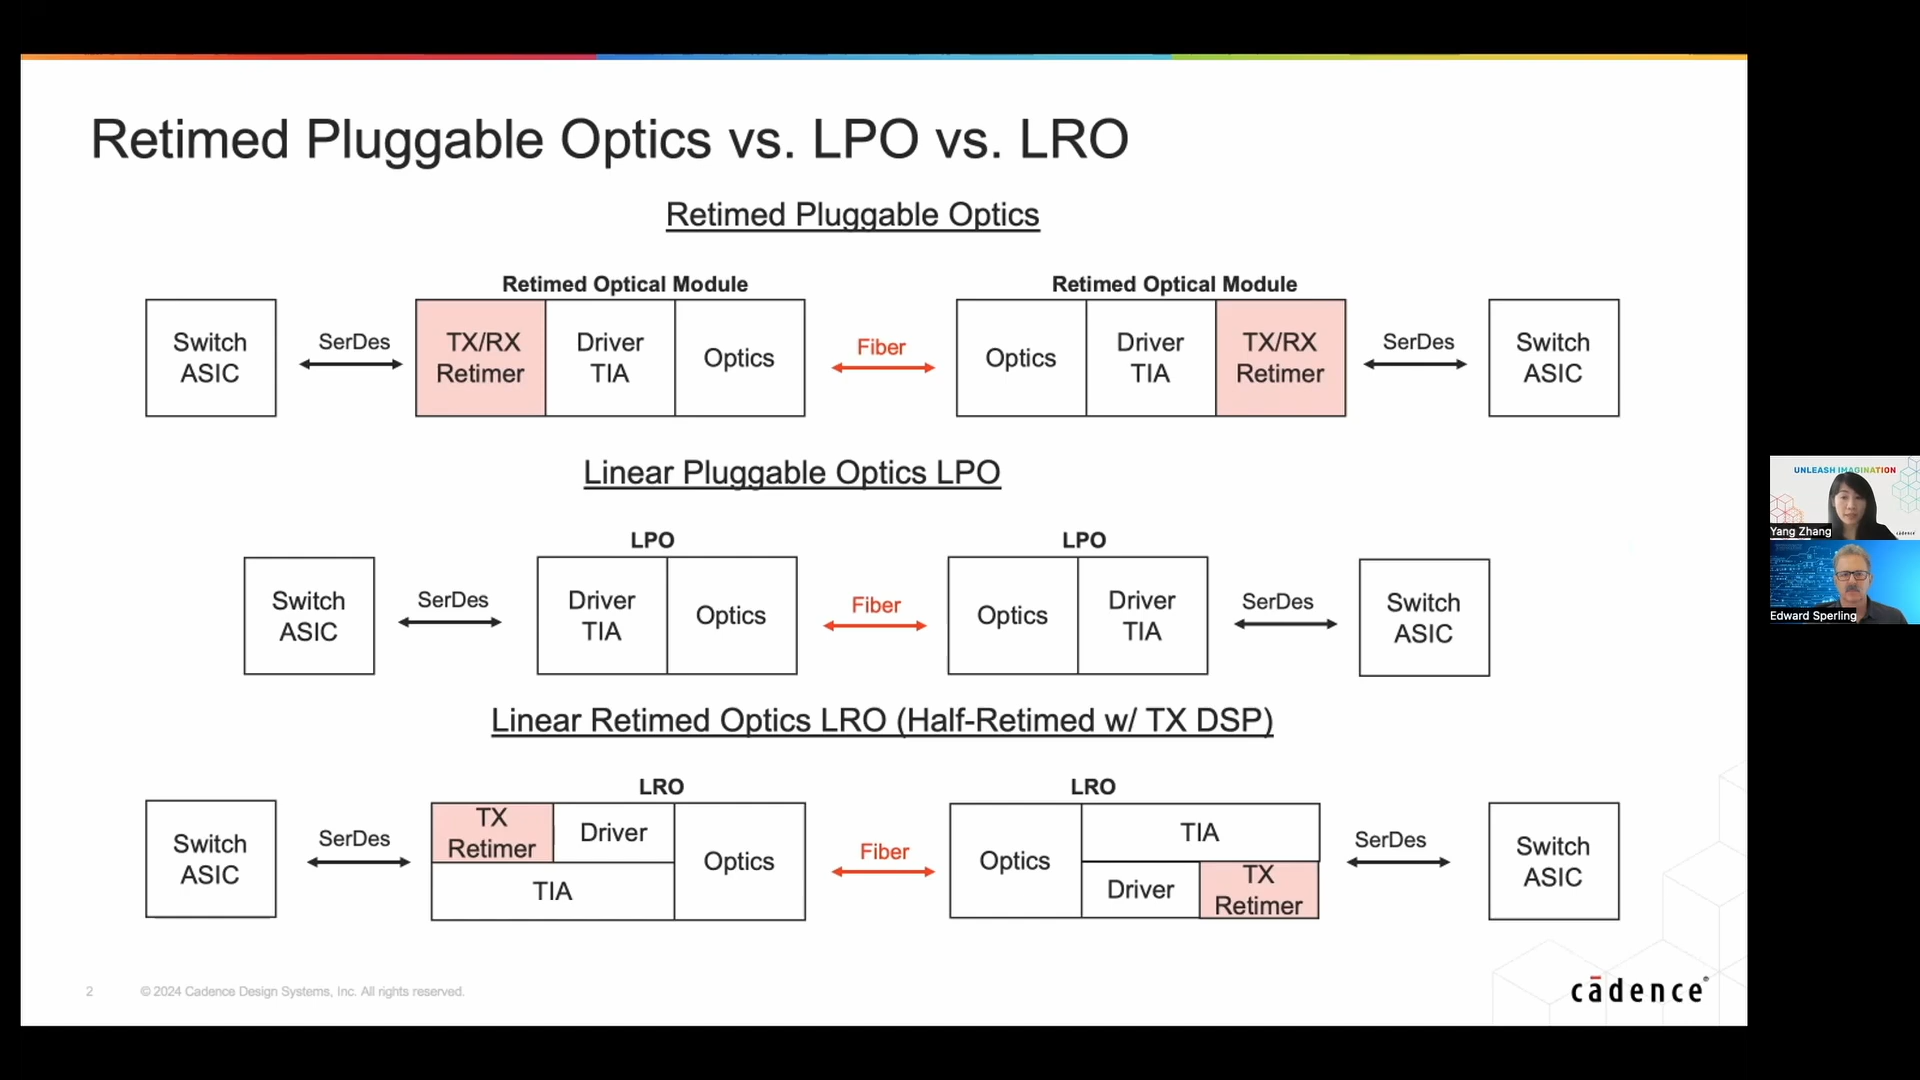 Retimed Pluggable Optics vs. LPO vs. LRO
Retimed Pluggable Optics
Retimed Optical Module
Retimed Optical Module
Switch
ASIC
SerDes
TX/RX
Retimer
Driver
TIA
Optics
Fiber
Optics
Driver
TIA
TX/RX
Retimer
SerDes
Switch
ASIC
Linear Pluggable Optics LPO
LPO
LPO
Switch
ASIC
SerDes
Driver
TIA
Optics
Fiber
Optics
Driver
TIA
SerDes
Switch
ASIC
Linear Retimed Optics LRO (Half-Retimed w/ TX DSP)
LRO
LRO
Switch
ASIC
SerDes
TX
Retimer
Driver
TIA
Optics
Fiber
Optics
TIA
Driver
TX
Retimer
SerDes
Switch
ASIC
2
© 2024 Cadence Design Systems, Inc. All rights reserved.
cādence®
UNLEASH IMAGINATION
Yang Zhang
cādence
Edward Sperling